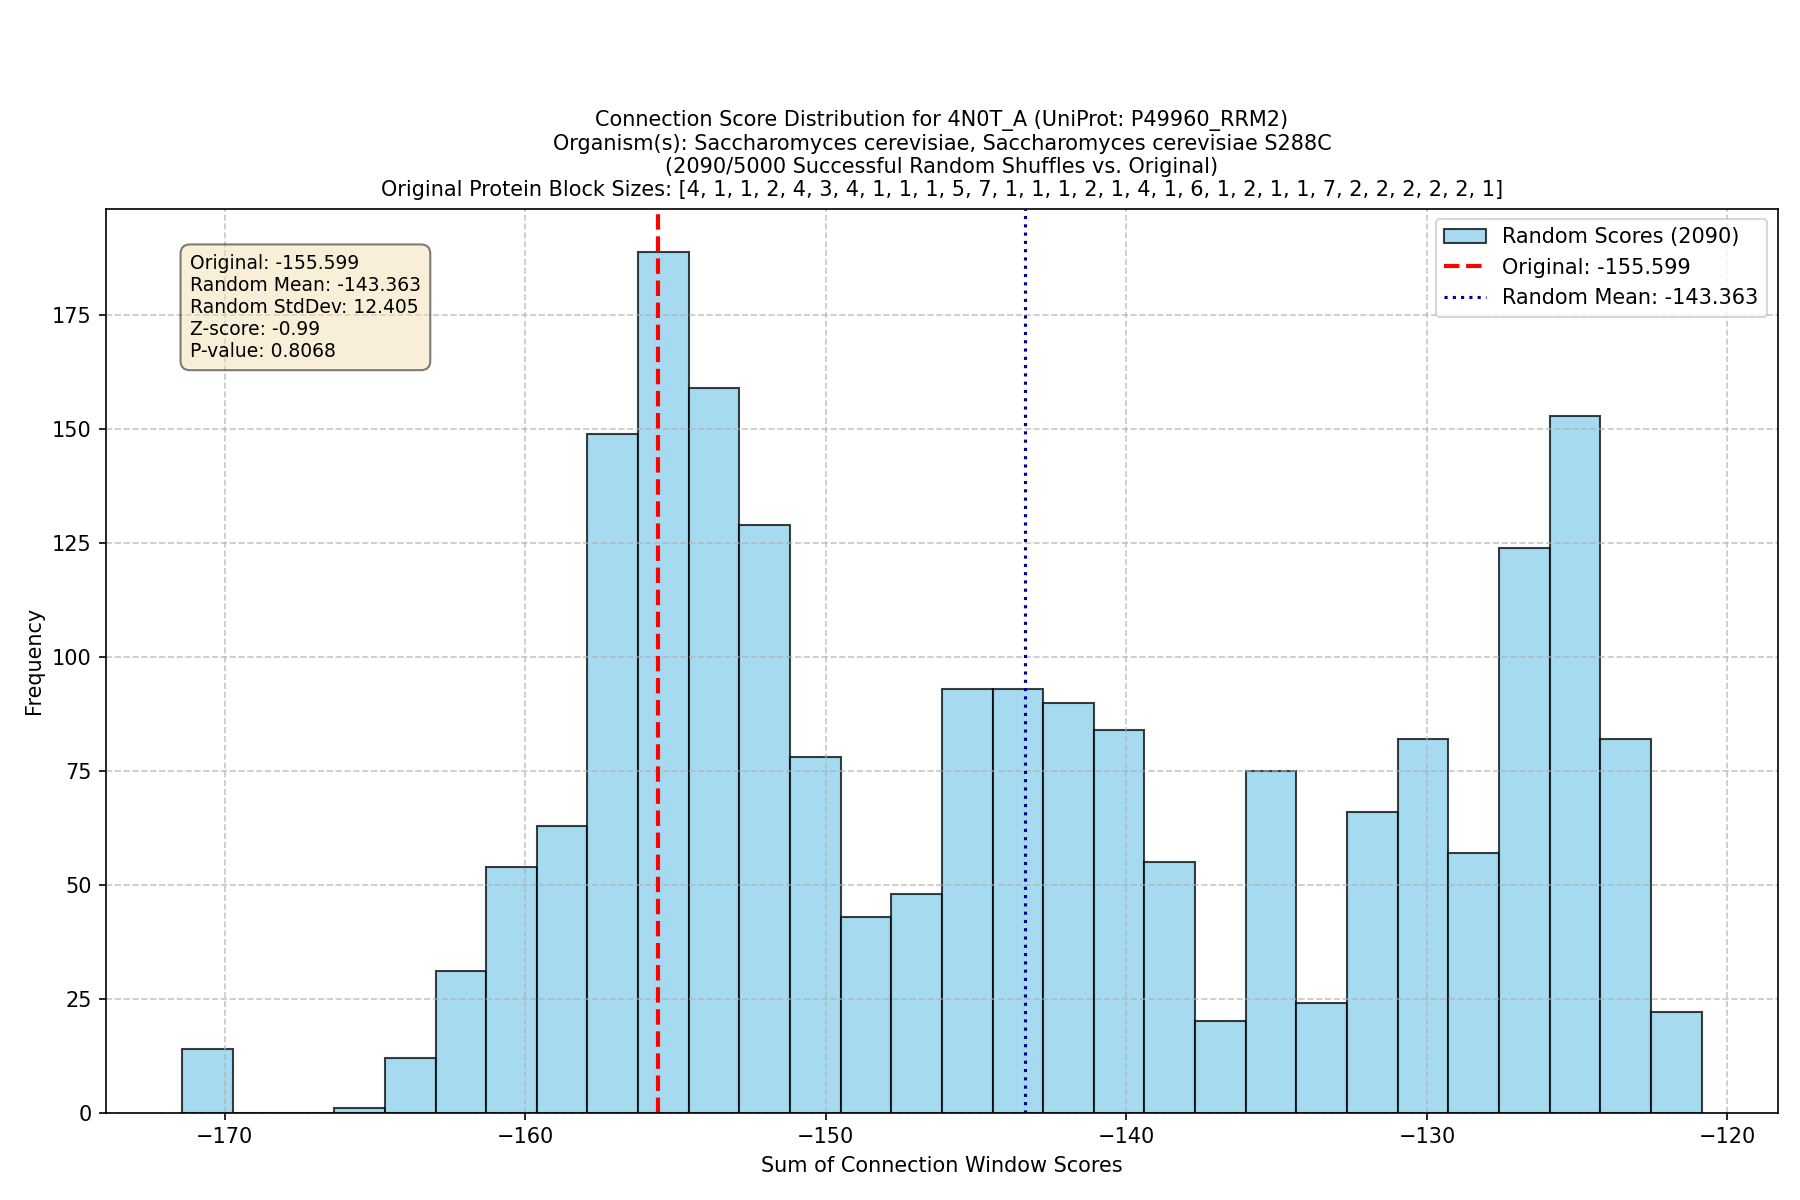 Connection Score Distribution for 4N0T_A (UniProt: P49960_RRM2)
Organism(s): Saccharomyces cerevisiae, Saccharomyces cerevisiae S288C
(2090/5000 Successful Random Shuffles vs. Original)
Original Protein Block Sizes: [4, 1, 1, 2, 4, 3, 4, 1, 1, 1, 5, 7, 1, 1, 1, 2, 1, 4, 1, 6, 1, 2, 1, 1, 7, 2, 2, 2, 2, 2, 1]
Original: -155.599
Random Mean: -143.363
Random StdDev: 12.405
Z-score: -0.99
P-value: 0.8068
Random Scores (2090)
Original: -155.599
Random Mean: -143.363
Frequency
175
150
125
100
75
50
25
0
−170
−160
−150
−140
−130
−120
Sum of Connection Window Scores